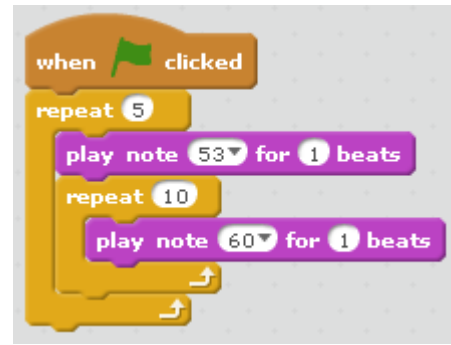 when clicked
repeat 5
play note 53 for 1 beats
repeat 10
play note 60 for 1 beats